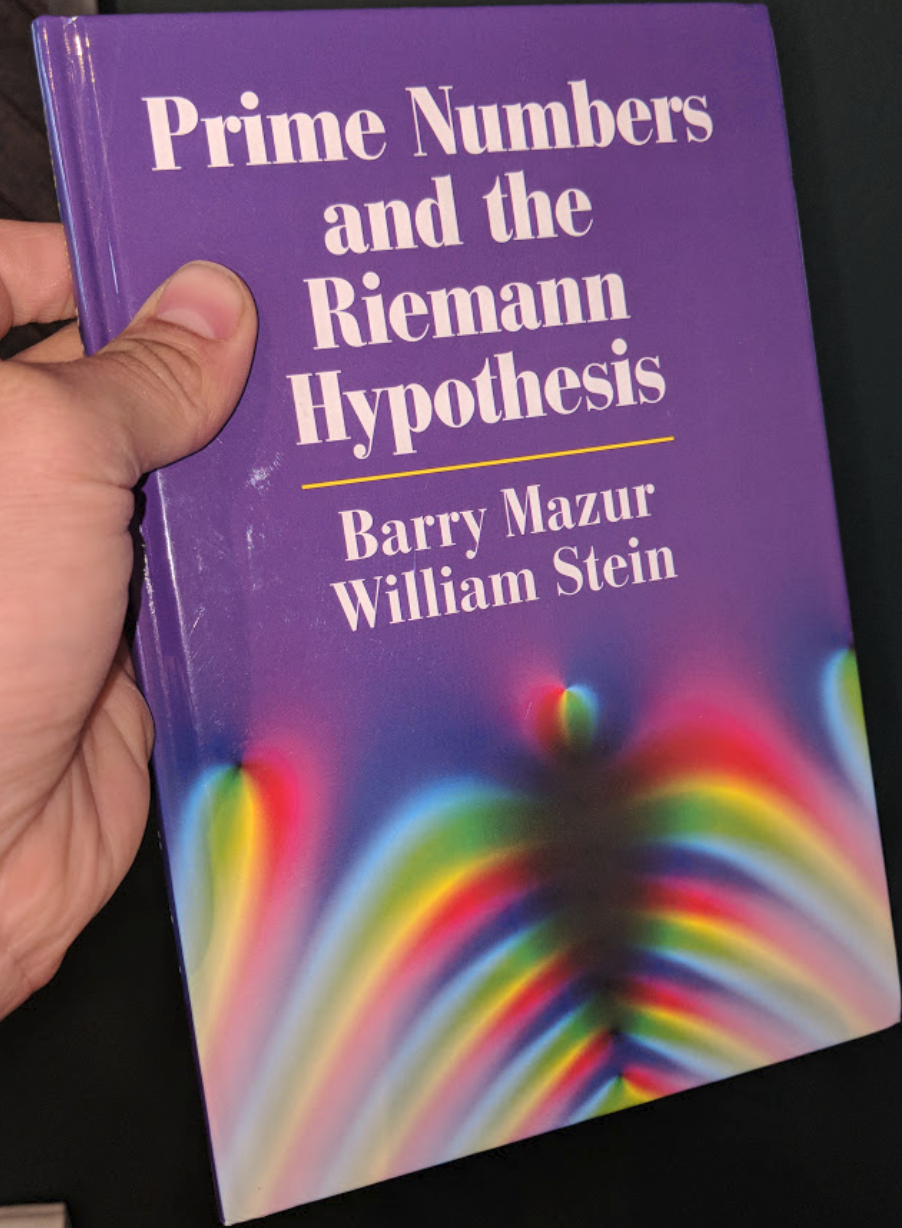 Prime Numbers
and the
Riemann
Hypothesis
Barry Mazur
William Stein